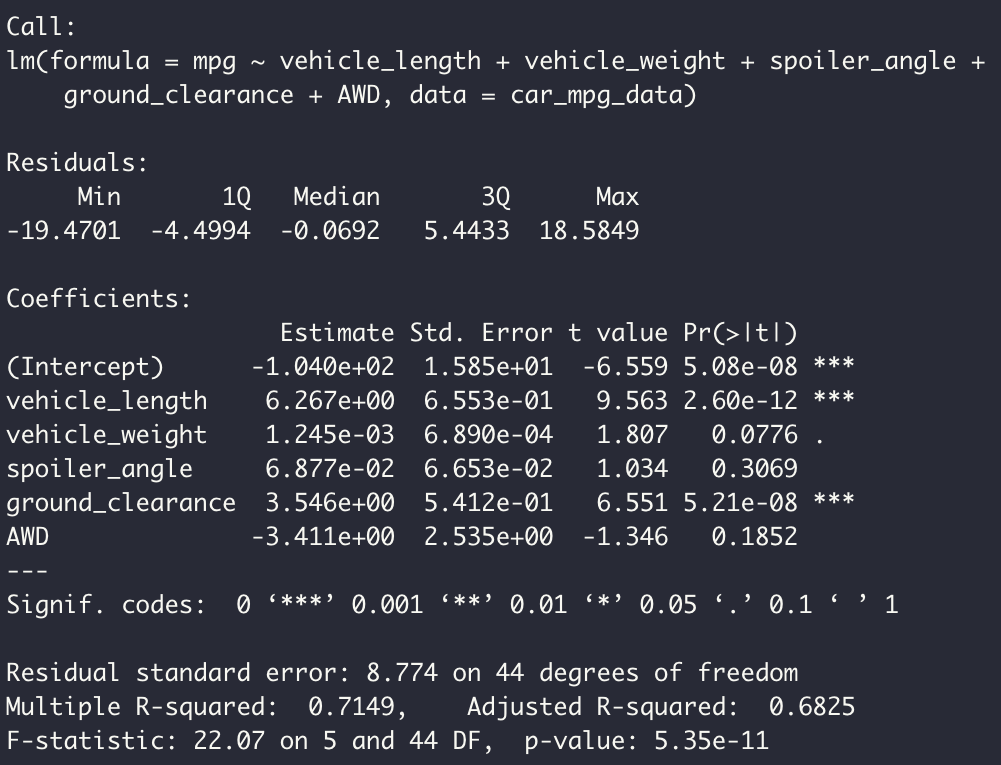 Call:
lm(formula = mpg ~ vehicle_length + vehicle_weight + spoiler_angle +
    ground_clearance + AWD, data = car_mpg_data)

Residuals:
     Min       1Q   Median       3Q      Max
-19.4701  -4.4994  -0.0692   5.4433  18.5849

Coefficients:
                   Estimate Std. Error t value Pr(>|t|)
(Intercept)      -1.040e+02  1.585e+01  -6.559 5.08e-08 ***
vehicle_length    6.267e+00  6.553e-01   9.563 2.60e-12 ***
vehicle_weight    1.245e-03  6.890e-04   1.807   0.0776 .
spoiler_angle     6.877e-02  6.653e-02   1.034   0.3069
ground_clearance  3.546e+00  5.412e-01   6.551 5.21e-08 ***
AWD              -3.411e+00  2.535e+00  -1.346   0.1852
---
Signif. codes:  0 ‘***’ 0.001 ‘**’ 0.01 ‘*’ 0.05 ‘.’ 0.1 ‘ ’ 1

Residual standard error: 8.774 on 44 degrees of freedom
Multiple R-squared:  0.7149,    Adjusted R-squared:  0.6825
F-statistic: 22.07 on 5 and 44 DF,  p-value: 5.35e-11